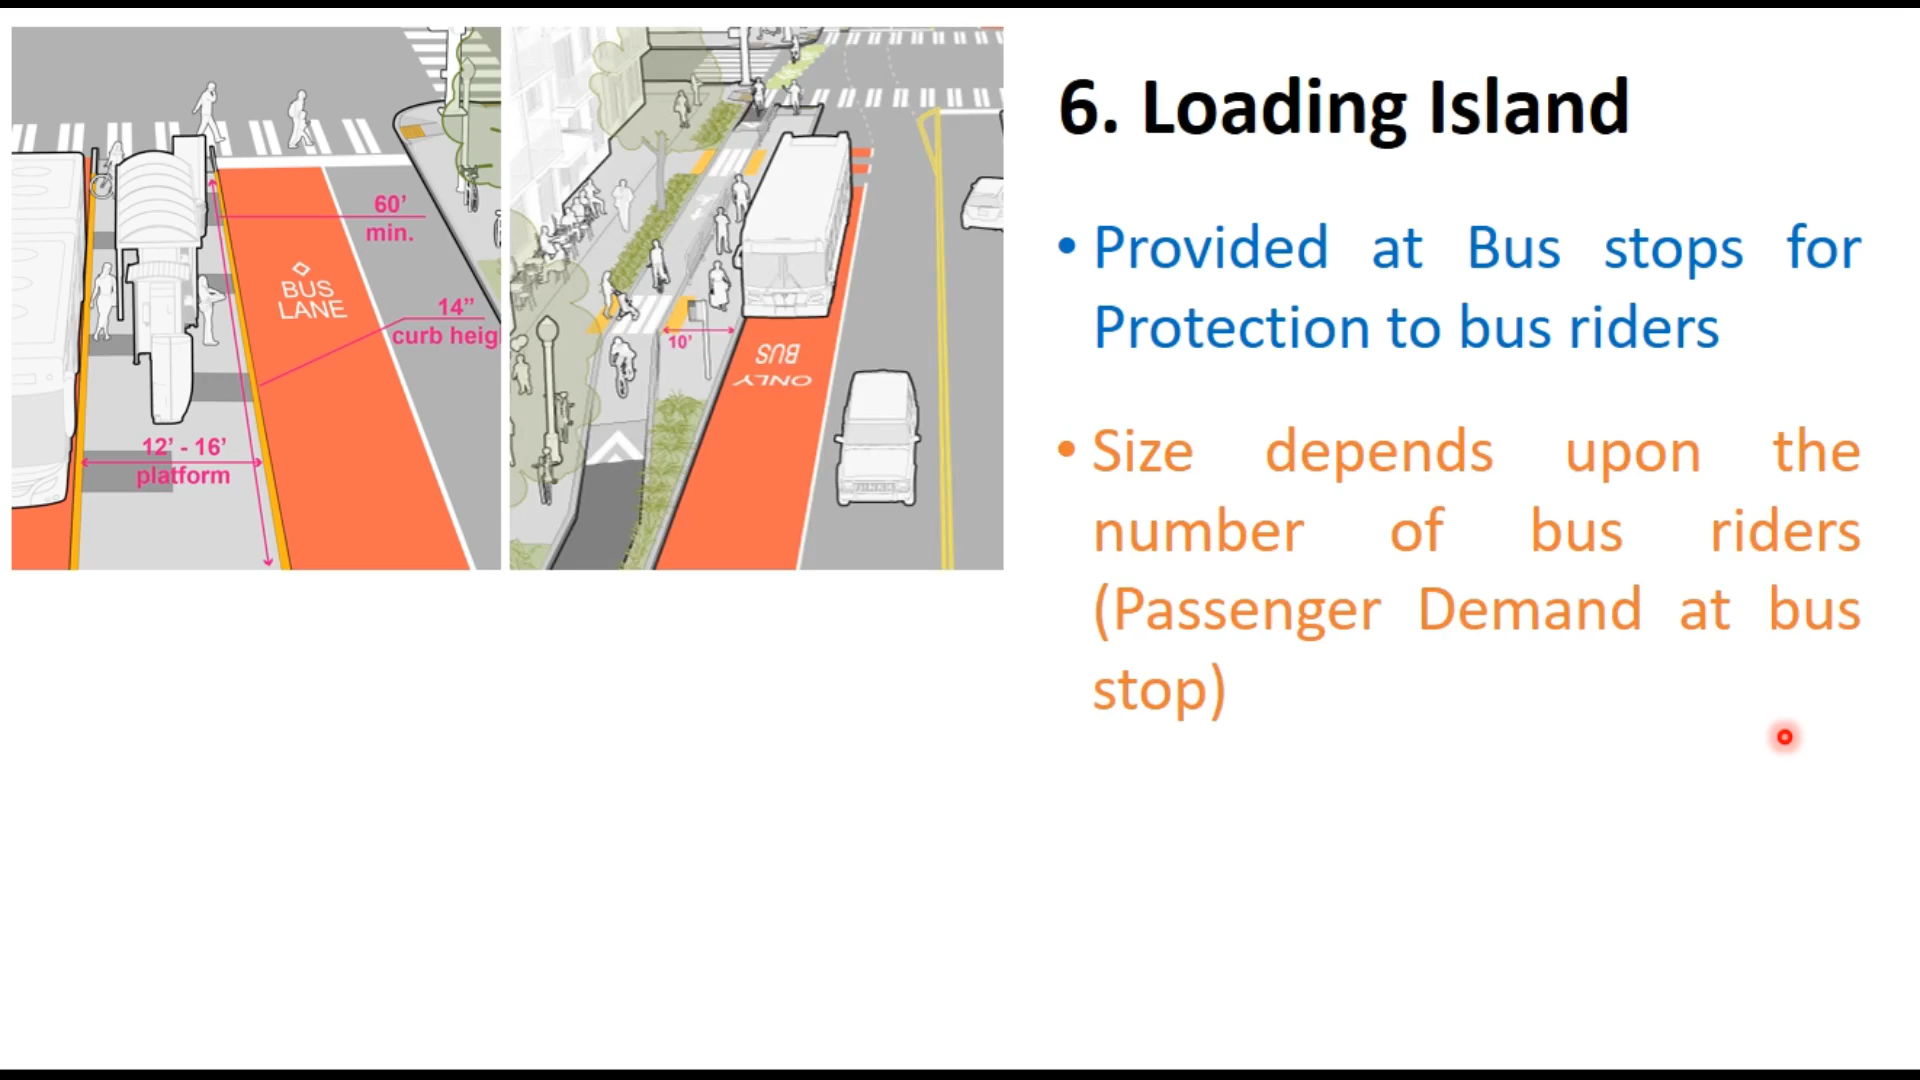 60’
min.
BUS
LANE
14”
curb heig
12’ - 16’
platform
10’
BUS
ONLY
6. Loading Island
• Provided at Bus stops for
Protection to bus riders
• Size depends upon the
number of bus riders
(Passenger Demand at bus
stop)